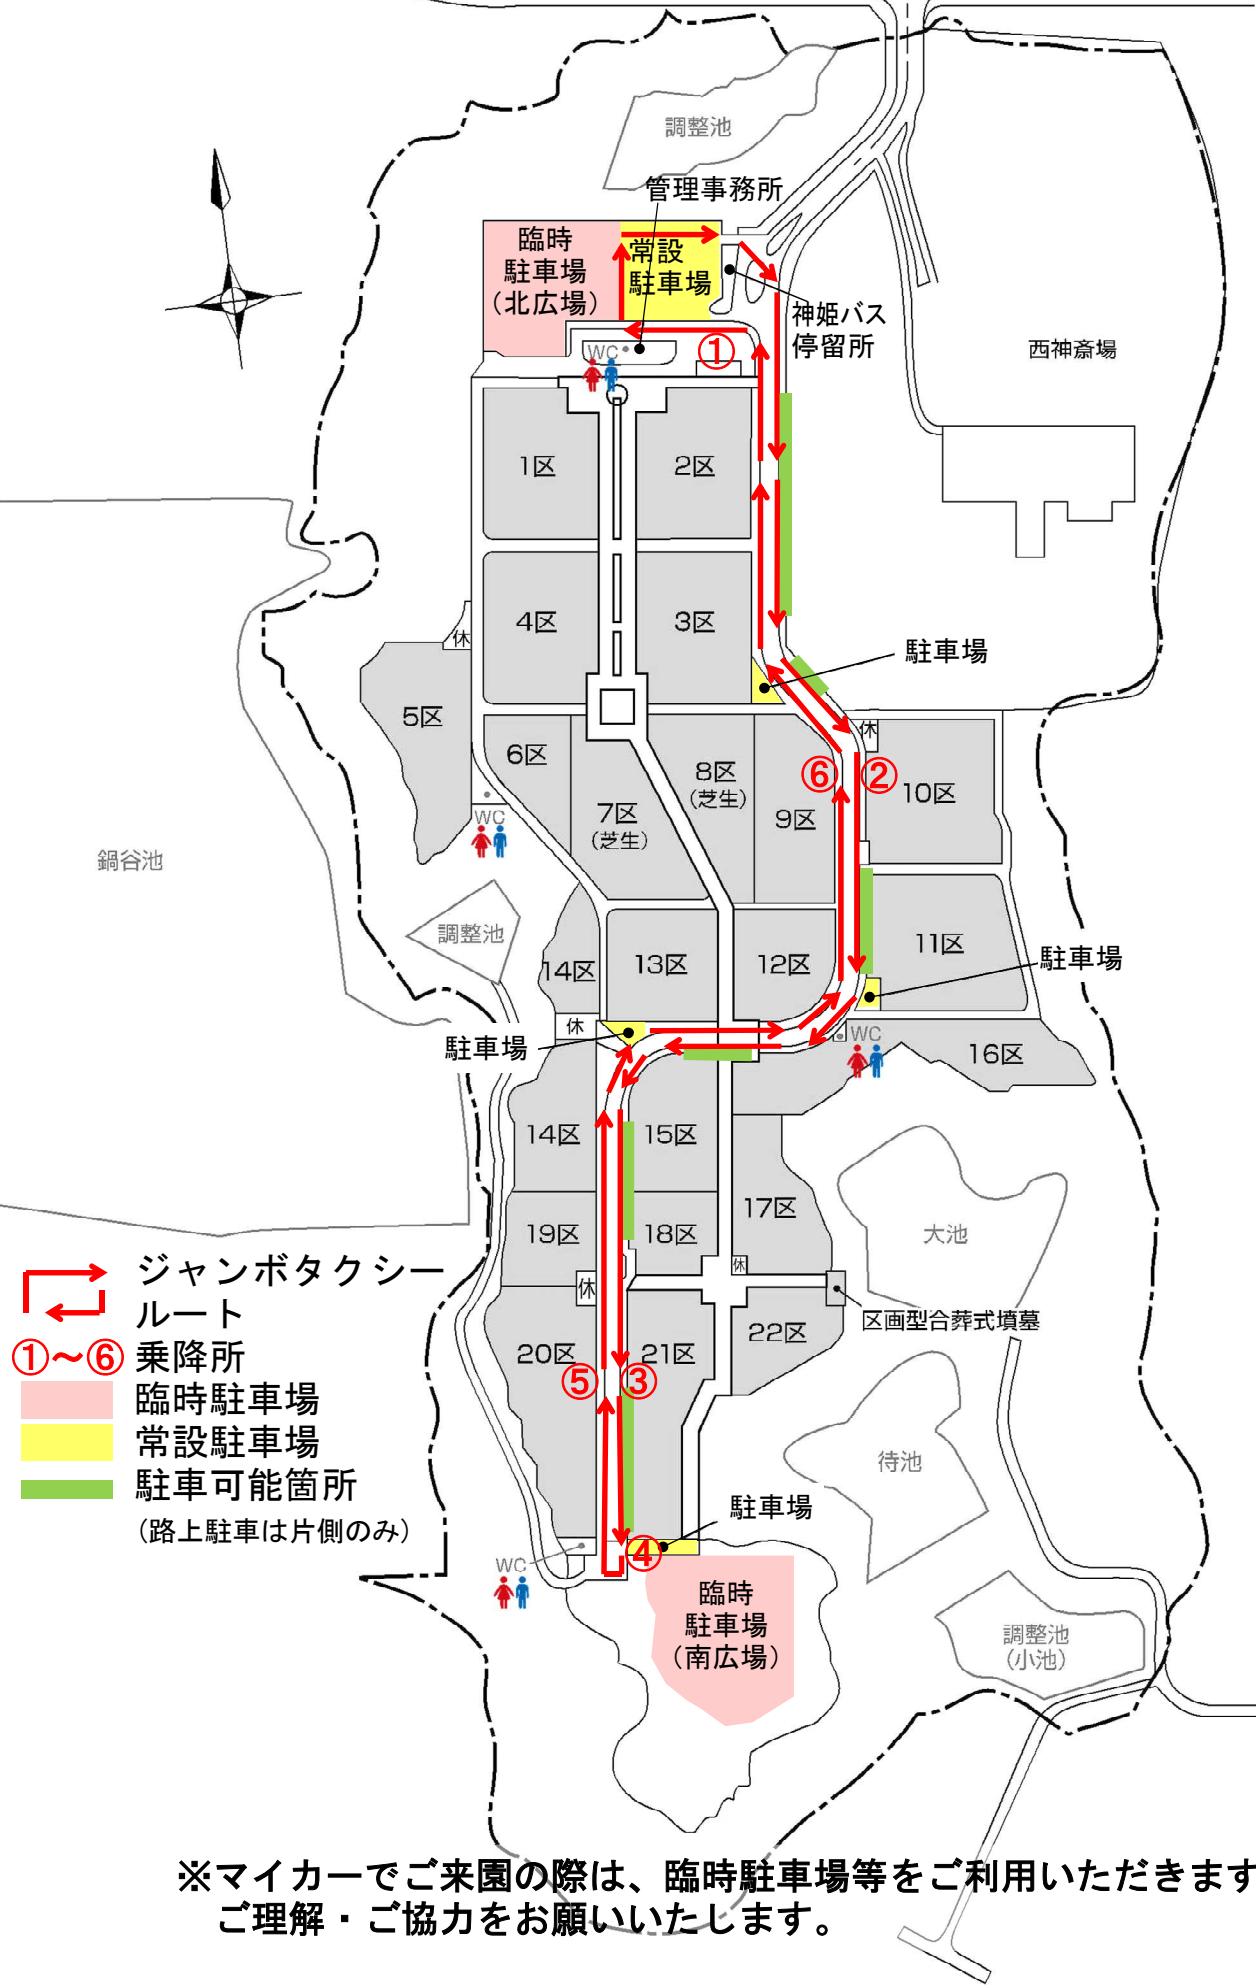 調整池
管理事務所
臨時
駐車場
(北広場)
常設
駐車場
神姫バス
停留所
西神斎場
WC
①
1区
2区
4区
3区
休
駐車場
5区
6区
7区
(芝生)
8区
(芝生)
9区
⑥
②
休
10区
WC
鍋谷池
調整池
11区
駐車場
14区
13区
12区
休
駐車場
WC
16区
14区
15区
17区
19区
18区
大池
休
休
区画型合葬式墳墓
20区
21区
22区
⑤
③
待池
駐車場
④
WC
臨時
駐車場
(南広場)
調整池
(小池)
ジャンボタクシー
ルート
①～⑥ 乗降所
臨時駐車場
常設駐車場
駐車可能箇所
(路上駐車は片側のみ)
※マイカーでご来園の際は、臨時駐車場等をご利用いただきます
ご理解・ご協力をお願いいたします。